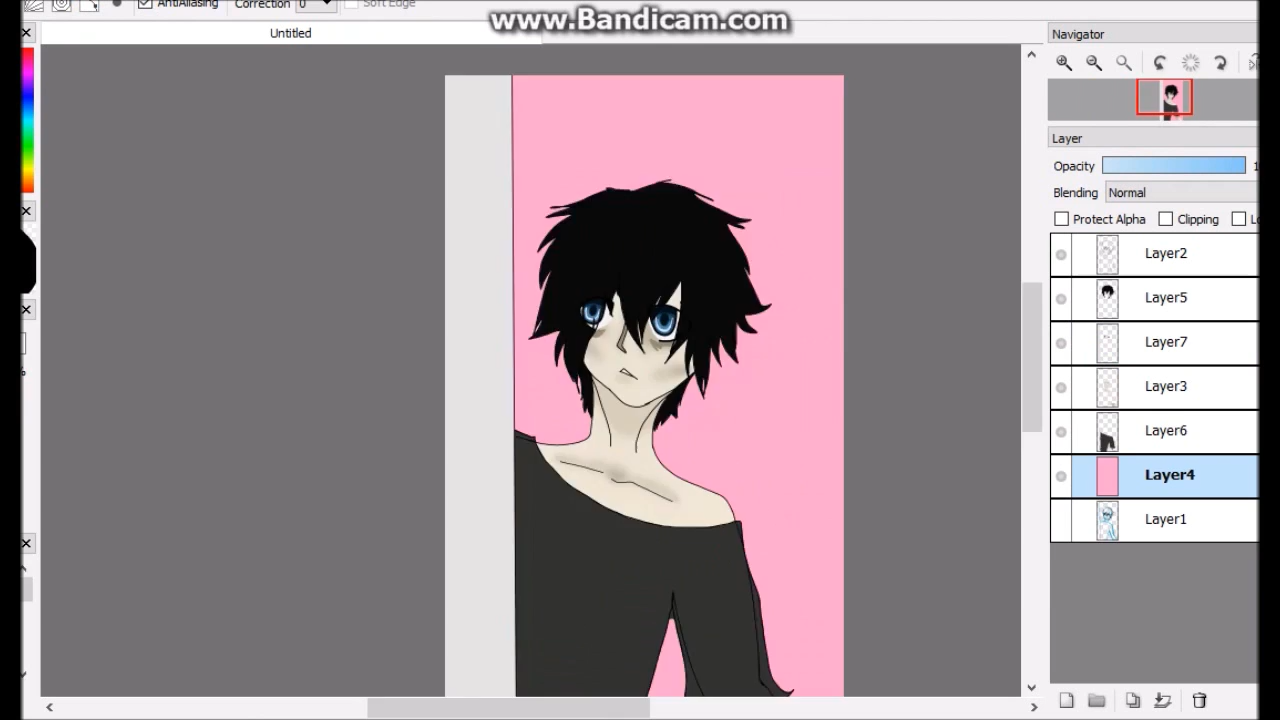 AntiAliasing Correction 0 Soft Edge
www.Bandicam.com
Untitled
Navigator
Layer
Opacity
Blending Normal
Protect Alpha Clipping
Layer2
Layer5
Layer7
Layer3
Layer6
Layer4
Layer1